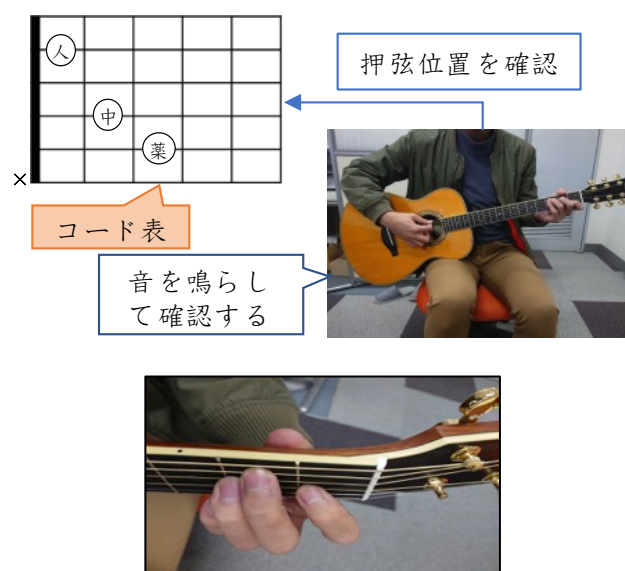 人
押弦位置を確認
中
薬
×
コード表
音を鳴らし
て確認する